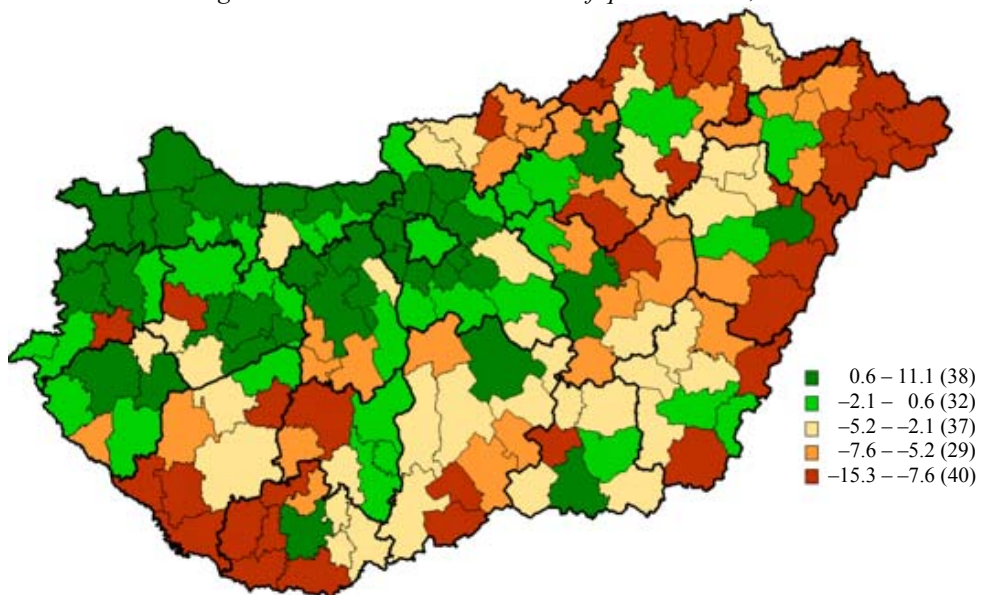 0.6 – 11.1 (38)
–2.1 – 0.6 (32)
–5.2 – –2.1 (37)
–7.6 – –5.2 (29)
–15.3 – –7.6 (40)